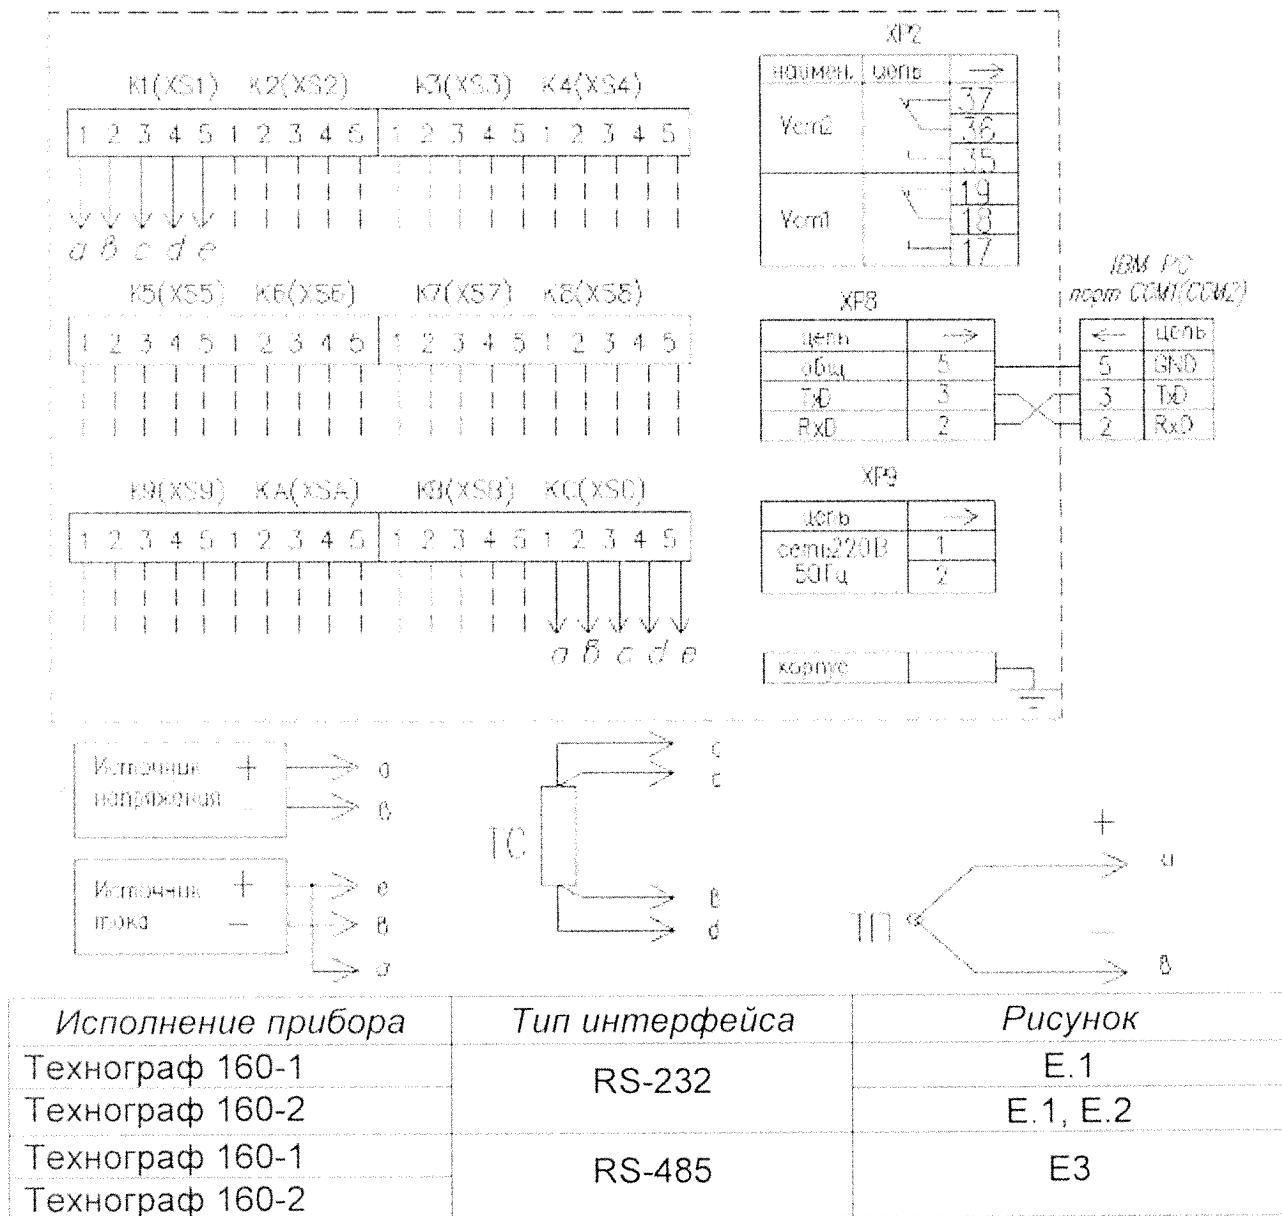 XP2
К1(XS1) К2(XS2) К3(XS3) К4(XS4)
наимен. цепь
1 2 3 4 5 1 2 3 4 5 1 2 3 4 5 1 2 3 4 5
Уст2
37
36
35
Уст1
19
18
17
a в c d e
IBM PC
порт COM1(COM2)
К5(XS5) К6(XS6) К7(XS7) К8(XS8)
1 2 3 4 5 1 2 3 4 5 1 2 3 4 5 1 2 3 4 5
XP8
цепь
общ 5
TxD 3
RxD 2
цепь
5 GND
3 TxD
2 RxD
К9(XS9) КА(XSA) КВ(XSB) КС(XSC)
1 2 3 4 5 1 2 3 4 5 1 2 3 4 5 1 2 3 4 5
a в c d e
XP9
цепь
сеть220В 1
50Гц 2
корпус
Источник +
напряжения -
a
в
Источник +
тока —
e
в
a
ТС
c
в
d
ТП
+
a
—
в
Исполнение прибора Тип интерфейса Рисунок
Технограф 160-1 RS-232 Е.1
Технограф 160-2 Е.1, Е.2
Технограф 160-1 RS-485 Е3
Технограф 160-2